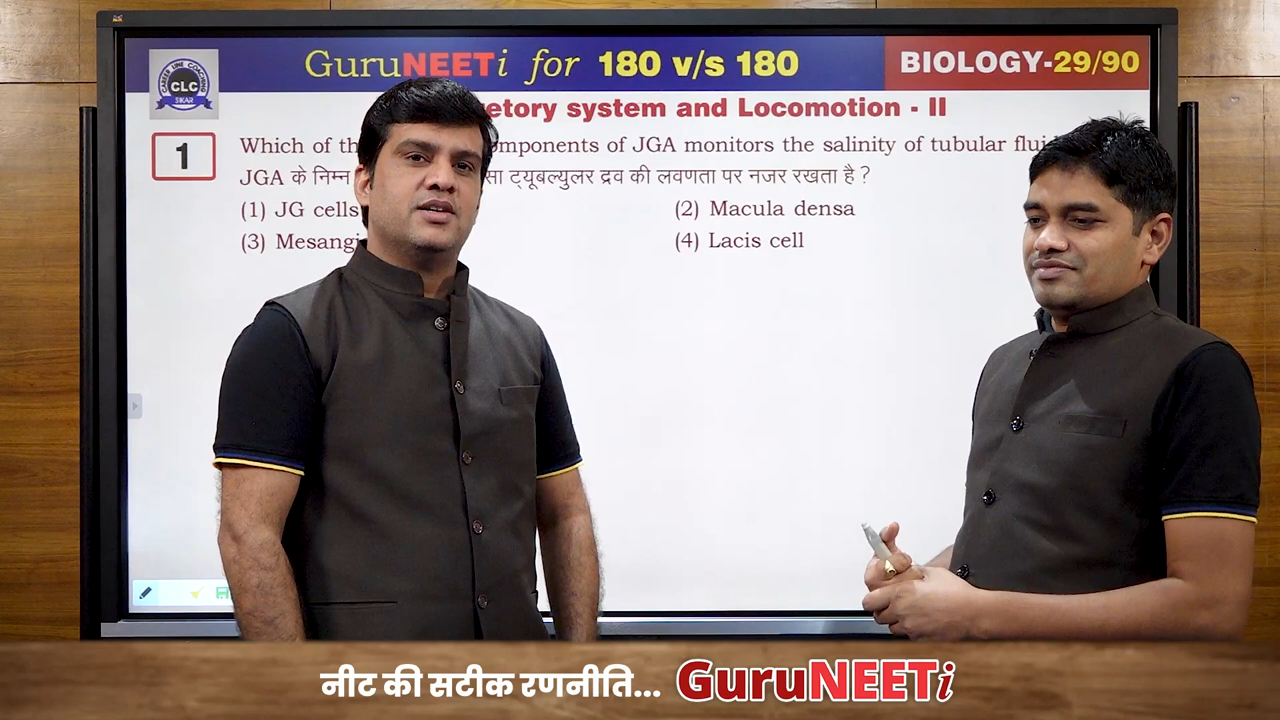 GuruNEETi for 180 v/s 180
BIOLOGY-29/90
CAREER LINE COACHING
CLC
SIKAR
etory system and Locomotion - II
1
Which of th mponents of JGA monitors the salinity of tubular flui
JGA के निम्न सा ट्यूबल्युलर द्रव की लवणता पर नजर रखता है ?
(1) JG cells
(2) Macula densa
(3) Mesangi
(4) Lacis cell
नीट की सटीक रणनीति... GuruNEETi